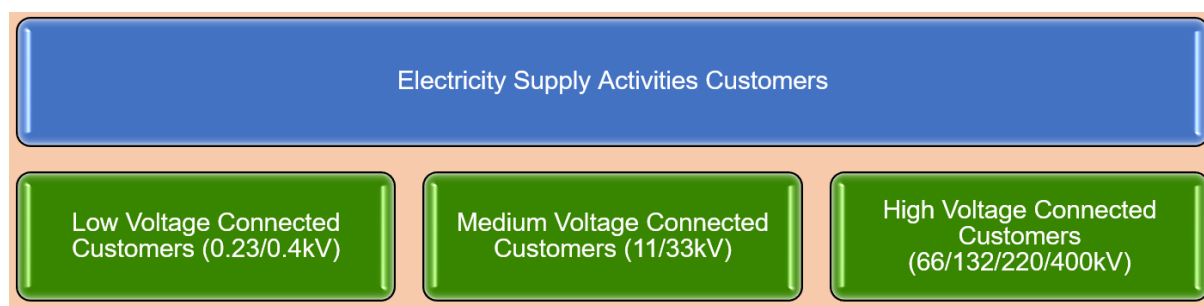 Electricity Supply Activities Customers
Low Voltage Connected
Customers (0.23/0.4kV)
Medium Voltage Connected
Customers (11/33kV)
High Voltage Connected
Customers
(66/132/220/400kV)